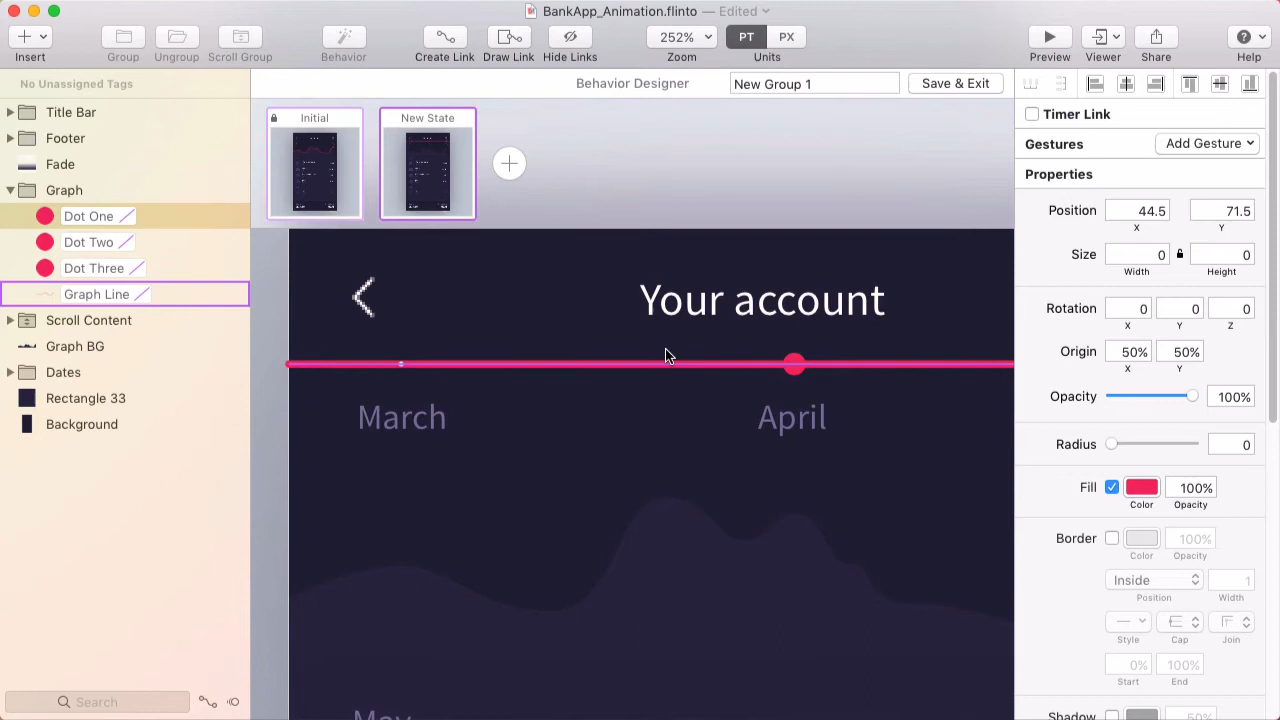 BankApp_Animation.flinto — Edited
Insert
Group
Ungroup
Scroll Group
Behavior
Create Link
Draw Link
Hide Links
252%
Zoom
PT PX
Units
Preview
Viewer
Share
Help
No Unassigned Tags
Behavior Designer
New Group 1
Save & Exit
Title Bar
Footer
Fade
Graph
Dot One
Dot Two
Dot Three
Graph Line
Scroll Content
Graph BG
Dates
Rectangle 33
Background
Search
Initial
New State
Your account
March
April
May
Timer Link
Gestures
Add Gesture
Properties
Position 44.5 71.5
X Y
Size 0 0
Width Height
Rotation 0 0 0
X Y Z
Origin 50% 50%
X Y
Opacity 100%
Radius 0
Fill 100%
Color Opacity
Border 100%
Color Opacity
Inside 1
Position Width
Style Cap Join
0% 100%
Start End
Shadow 50%